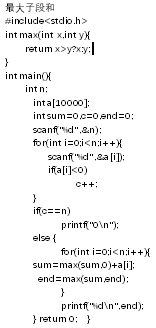 最大子段和
#include<stdio.h>
int max(int x,int y){
return x>y?x:y;
}
int main(){
int n;
int a[10000];
int sum=0,c=0,end=0;
scanf("%d",&n);
for(int i=0;i<n;i++){
scanf("%d",&a[i]);
if(a[i]<0)
c++;
}
if(c==n)
printf("0\n");
else {
for(int i=0;i<n;i++){
sum=max(sum,0)+a[i];
end=max(sum,end);
}
printf("%d\n",end);
} return 0; }